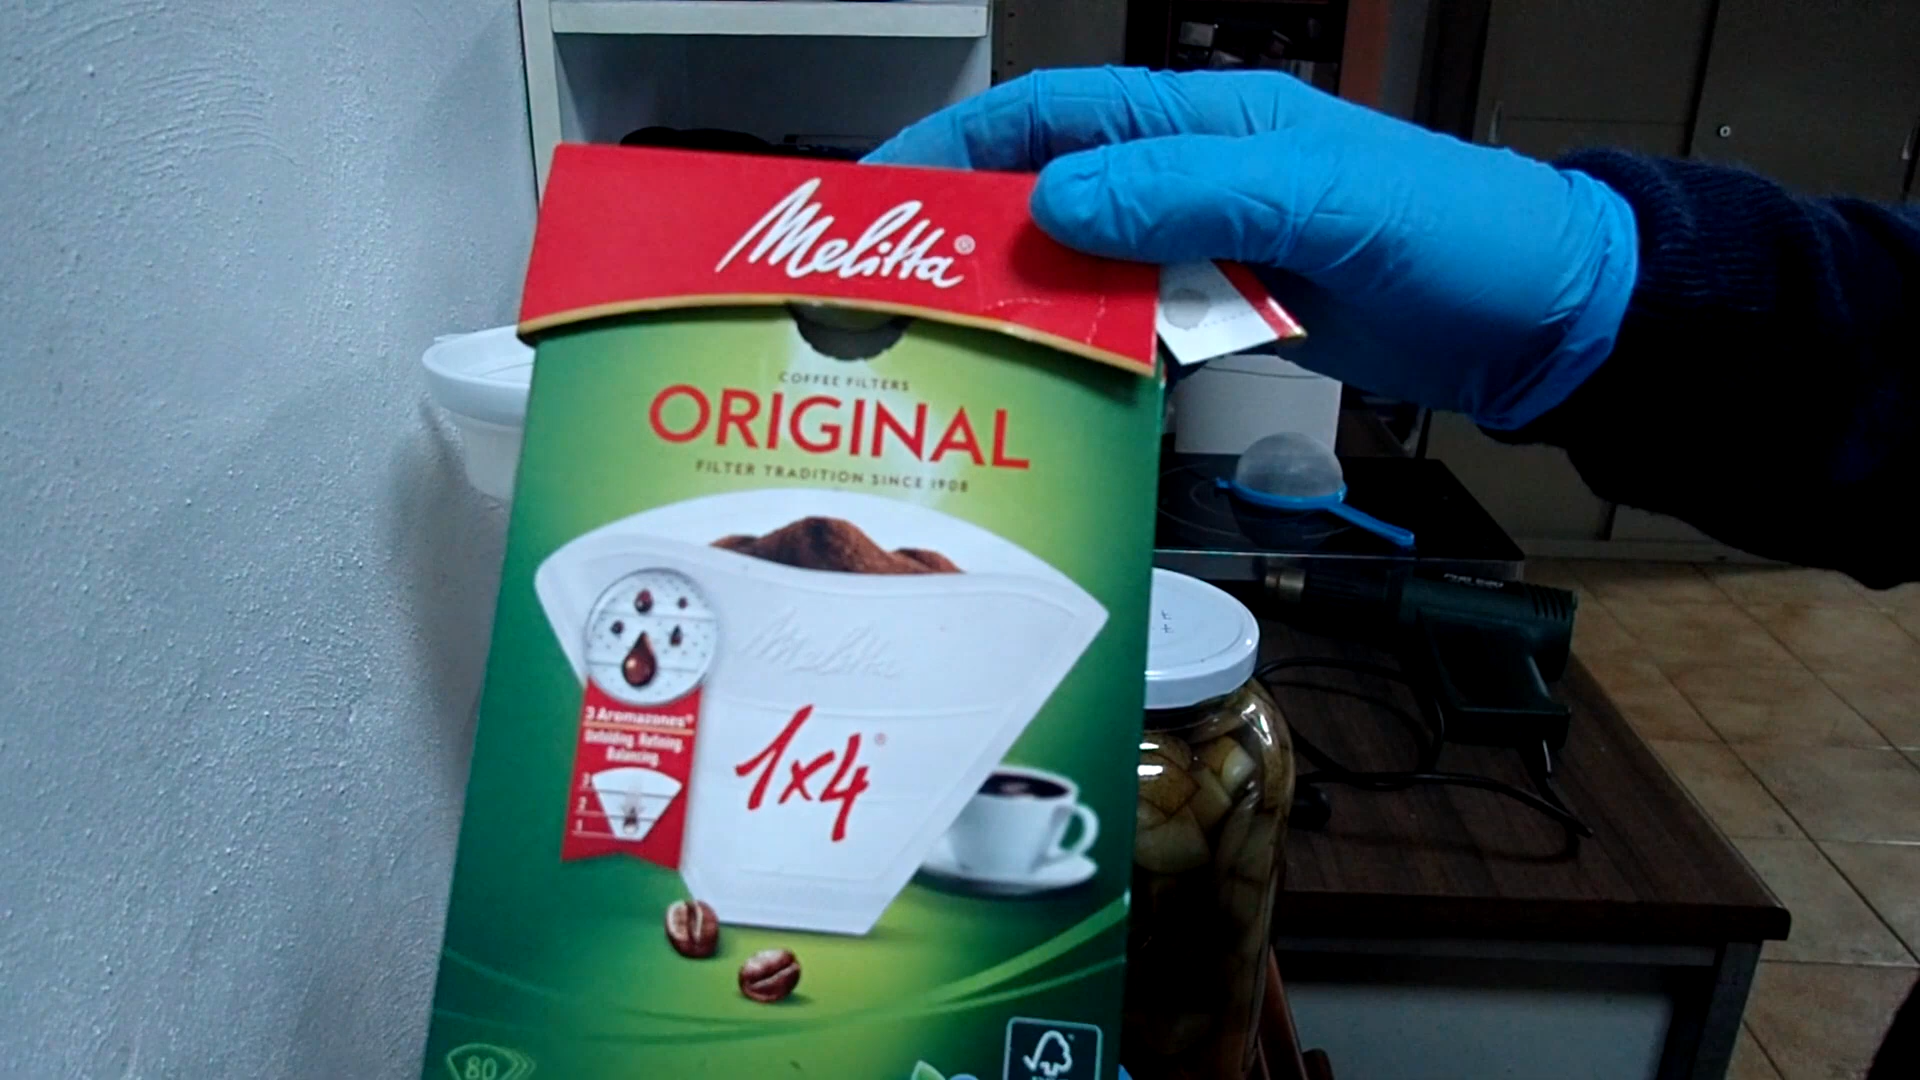 Melitta®
COFFEE FILTERS
ORIGINAL
FILTER TRADITION SINCE 1908
Melitta
3 Aromazones®
Unfolding. Refining.
Balancing.
3
2
1
1x4®
80